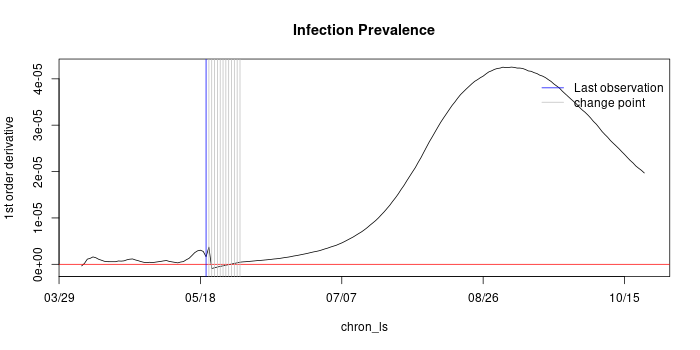 Infection Prevalence
1st order derivative
4e-05
3e-05
2e-05
1e-05
0e+00
Last observation
change point
03/29 05/18 07/07 08/26 10/15
chron_ls